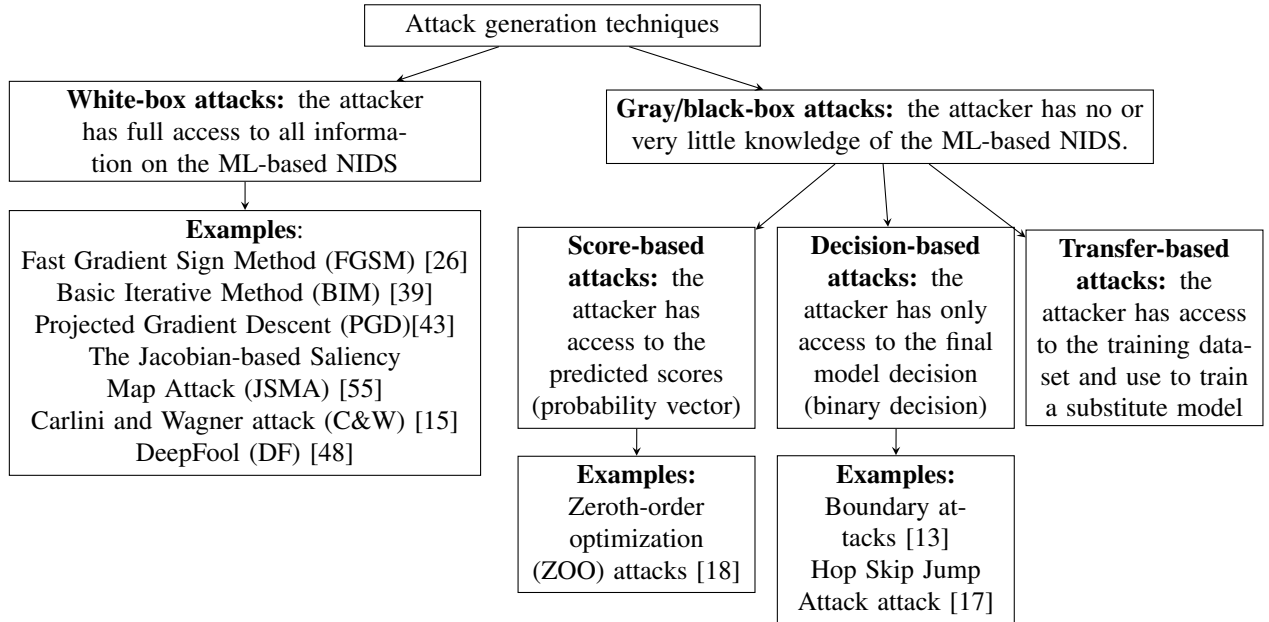 Attack generation techniques
White-box attacks: the attacker
has full access to all informa-
tion on the ML-based NIDS
Gray/black-box attacks: the attacker has no or
very little knowledge of the ML-based NIDS.
Examples:
Fast Gradient Sign Method (FGSM) [26]
Basic Iterative Method (BIM) [39]
Projected Gradient Descent (PGD)[43]
The Jacobian-based Saliency
Map Attack (JSMA) [55]
Carlini and Wagner attack (C&W) [15]
DeepFool (DF) [48]
Score-based
attacks: the
attacker has
access to the
predicted scores
(probability vector)
Decision-based
attacks: the
attacker has only
access to the final
model decision
(binary decision)
Transfer-based
attacks: the
attacker has access
to the training data-
set and use to train
a substitute model
Examples:
Zeroth-order
optimization
(ZOO) attacks [18]
Examples:
Boundary at-
tacks [13]
Hop Skip Jump
Attack attack [17]